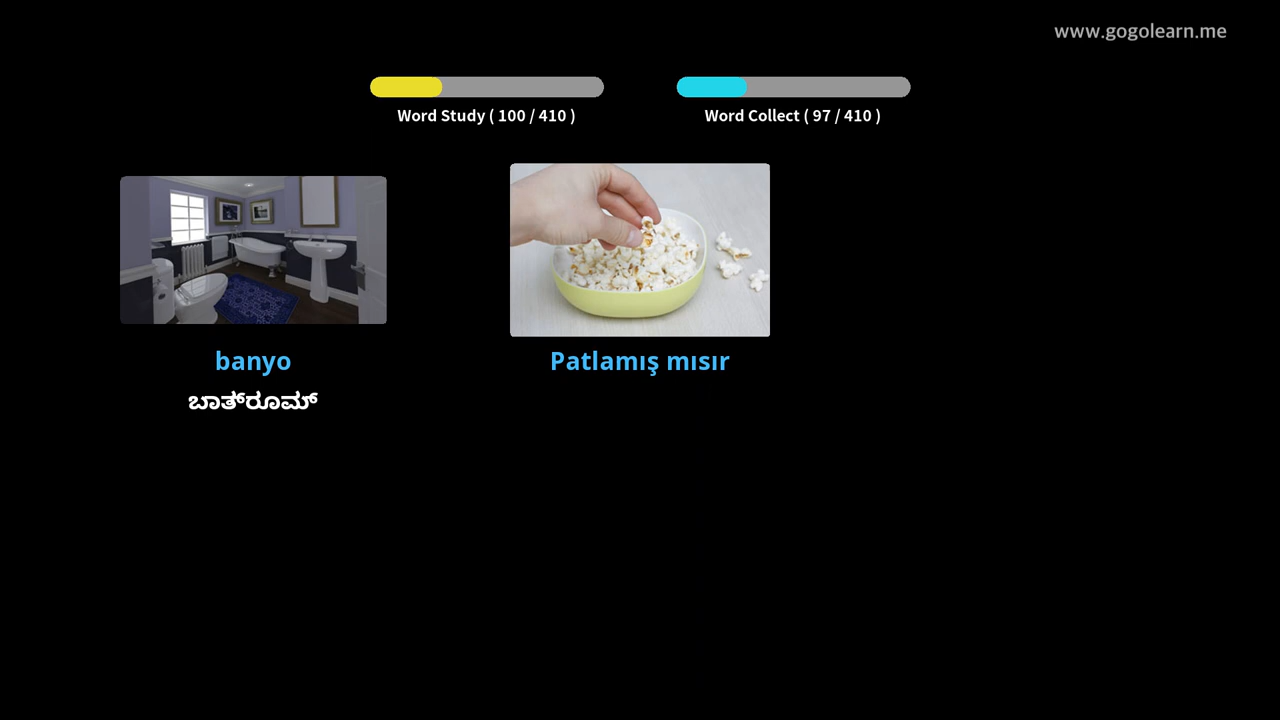 www.gogolearn.me
Word Study ( 100 / 410 )
Word Collect ( 97 / 410 )
banyo
ಬಾತ್‌ರೂಮ್
Patlamış mısır